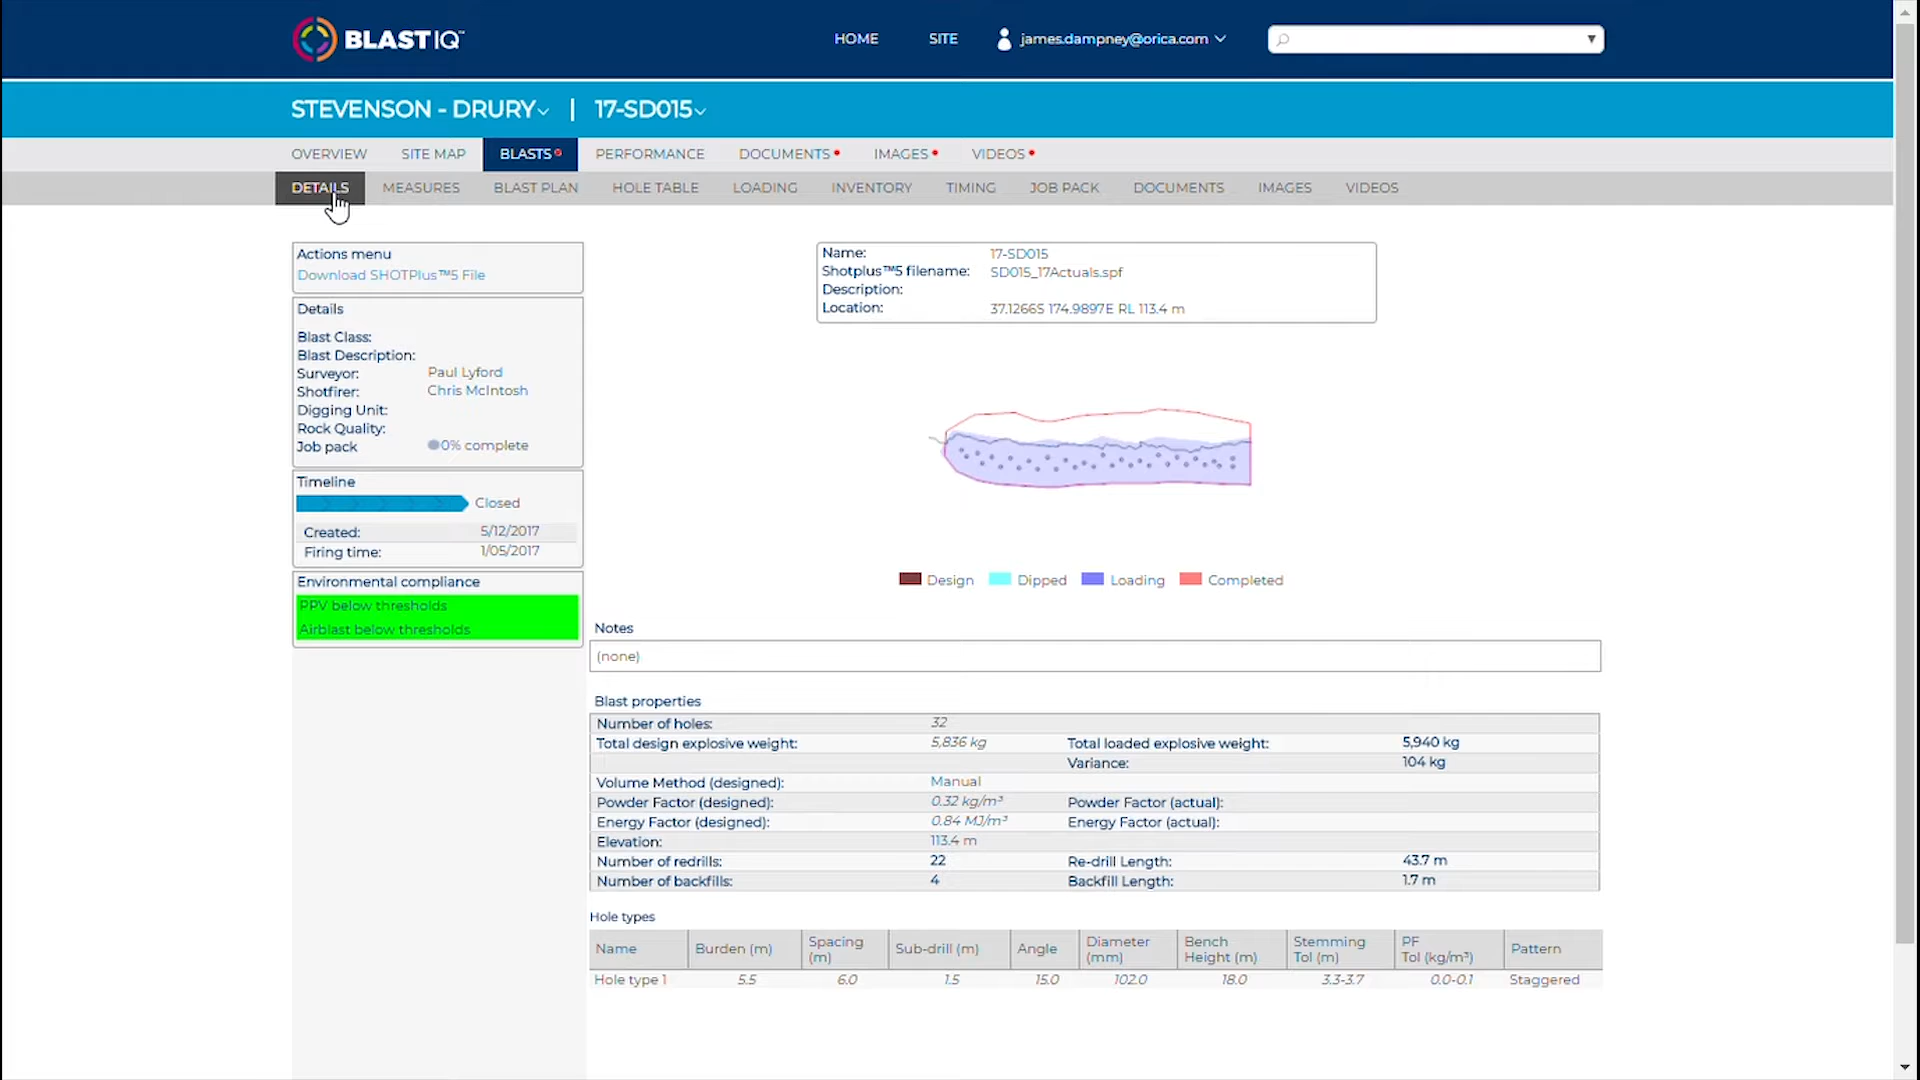 BLASTIQ™ HOME SITE james.dampney@orica.com
STEVENSON - DRURY | 17-SD015
OVERVIEW SITE MAP BLASTS PERFORMANCE DOCUMENTS IMAGES VIDEOS
DETAILS MEASURES BLAST PLAN HOLE TABLE LOADING INVENTORY TIMING JOB PACK DOCUMENTS IMAGES VIDEOS
Actions menu
Download SHOTPlus™5 File
Details
Blast Class:
Blast Description:
Surveyor: Paul Lyford
Shotfirer: Chris McIntosh
Digging Unit:
Rock Quality:
Job pack 0% complete
Timeline
Closed
Created: 5/12/2017
Firing time: 1/05/2017
Environmental compliance
PPV below thresholds
Airblast below thresholds
Name: 17-SD015
Shotplus™5 filename: SD015_17Actuals.spf
Description:
Location: 37.1266S 174.9897E RL 113.4 m
Design Dipped Loading Completed
Notes
(none)
Blast properties
Number of holes: 32
Total design explosive weight: 5,836 kg Total loaded explosive weight: 5,940 kg
Variance: 104 kg
Volume Method (designed): Manual
Powder Factor (designed): 0.32 kg/m³ Powder Factor (actual):
Energy Factor (designed): 0.84 MJ/m³ Energy Factor (actual):
Elevation: 113.4 m
Number of redrills: 22 Re-drill Length: 43.7 m
Number of backfills: 4 Backfill Length: 1.7 m
Hole types
Name Burden (m) Spacing (m) Sub-drill (m) Angle Diameter (mm) Bench Height (m) Stemming Tol (m) PF Tol (kg/m³) Pattern
Hole type 1 5.5 6.0 1.5 15.0 102.0 18.0 3.3-3.7 0.0-0.1 Staggered